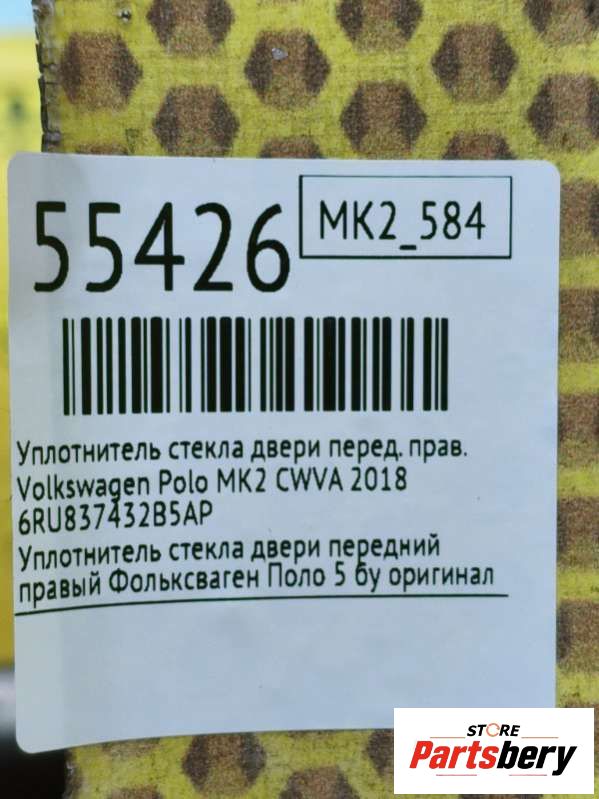 55426
MK2_584
Уплотнитель стекла двери перед. прав.
Volkswagen Polo MK2 CWVA 2018
6RU837432B5AP
Уплотнитель стекла двери передний
правый Фольксваген Поло 5 бу оригинал
STORE
Partsbery